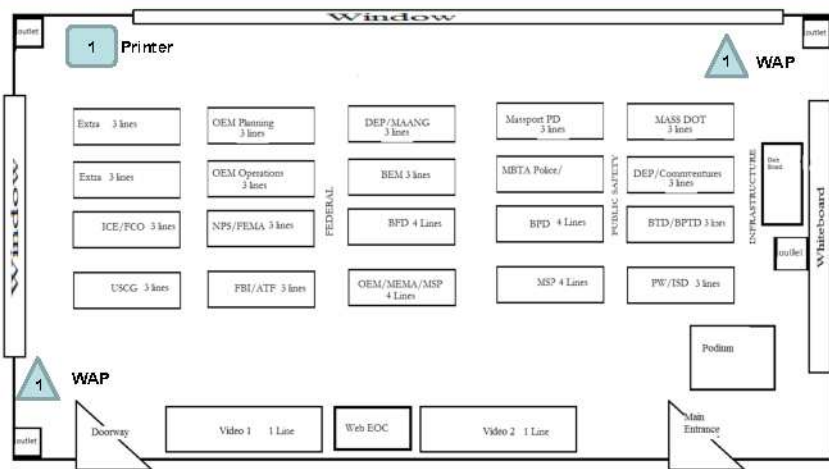 Window
outlet
1 Printer
outlet
1 WAP
Window
Extra 3 lines
OEM Planning
3 lines
DEP/MAANG
3 lines
Massport PD
3 lines
MASS DOT
3 lines
Extra 3 lines
OEM Operations
3 lines
FEDERAL
BEM 3 lines
MBTA Police/
PUBLIC SAFETY
3 lines
INFRASTRUCTURE
Whiteboard
ICE/FCO 3 lines
NPS/FEMA 3 lines
BFD 4 Lines
BPD 4 Lines
BTD/BPTD 3 lines
outlet
USCG 3 lines
FBI/ATF 3 lines
OEM/MEMA/MSP
4 Lines
MSP 4 Lines
PW/ISD 3 lines
Podium
1 WAP
outlet
Doorway
Video 1 1 Line
Web EOC
Video 2 1 Line
Main
Entrance